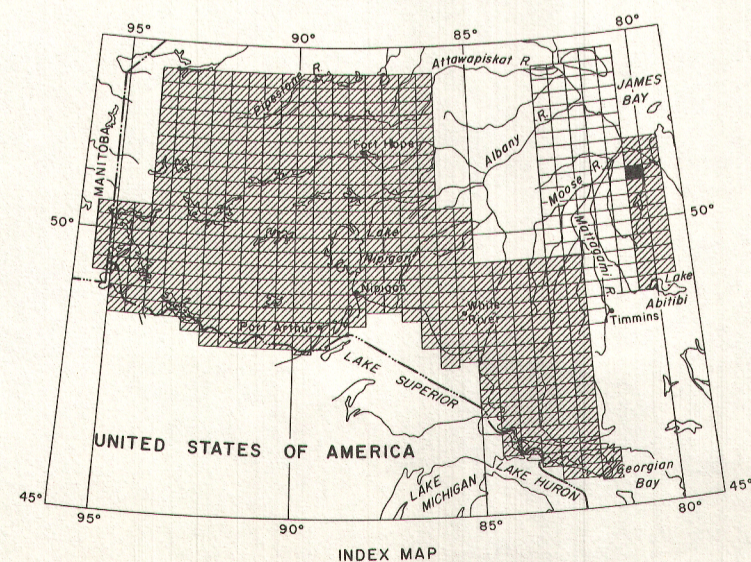 95°
90°
85°
80°
Pipestone R
Attawapiskat R
JAMES
BAY
MANITOBA
Fort Hope
Albany R
Moose R
50°
50°
Lake
Nipigon
Mattagami R
Nipigon
White
River
Lake
Abitibi
Timmins
Port Arthur
LAKE SUPERIOR
UNITED STATES OF AMERICA
LAKE
MICHIGAN
LAKE HURON
Georgian
Bay
45°
45°
95°
90°
85°
80°
INDEX MAP